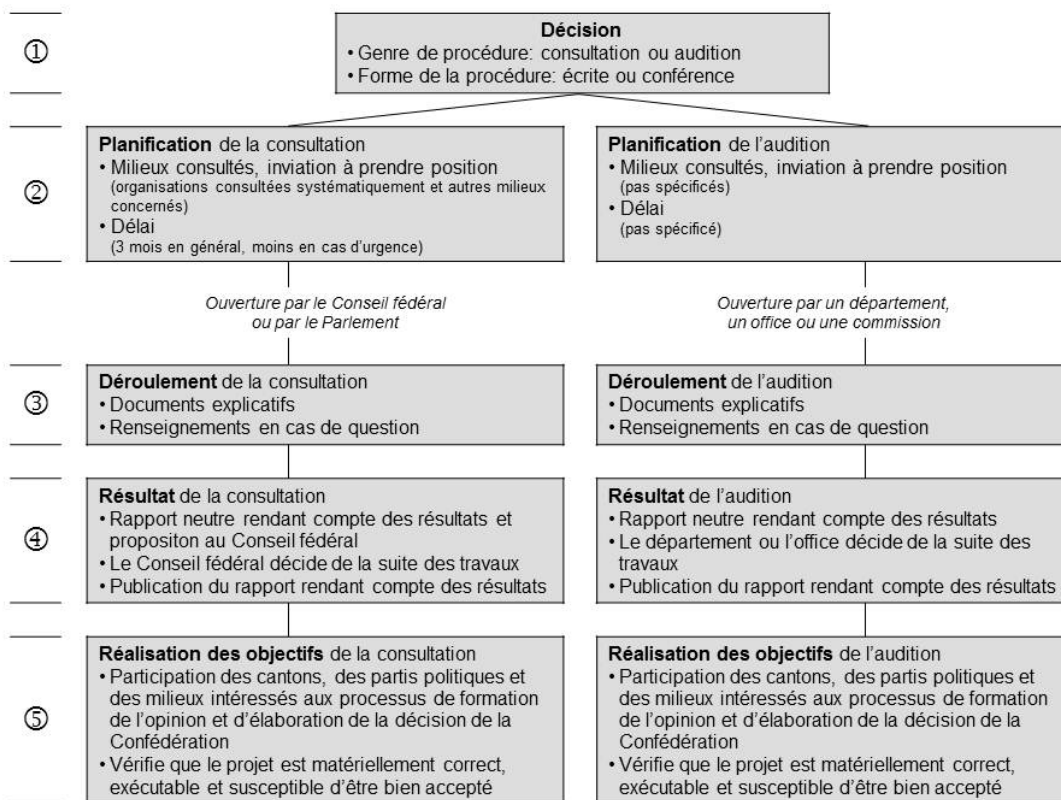 ①
Décision
• Genre de procédure: consultation ou audition
• Forme de la procédure: écrite ou conférence
②
Planification de la consultation
• Milieux consultés, inviation à prendre position
(organisations consultées systématiquement et autres milieux
concernés)
• Délai
(3 mois en général, moins en cas d'urgence)
Planification de l'audition
• Milieux consultés, inviation à prendre position
(pas spécificés)
• Délai
(pas spécificé)
Ouverture par le Conseil fédéral
ou par le Parlement
Ouverture par un département,
un office ou une commission
③
Déroulement de la consultation
• Documents explicatifs
• Renseignements en cas de question
Déroulement de l'audition
• Documents explicatifs
• Renseignements en cas de question
④
Résultat de la consultation
• Rapport neutre rendant compte des résultats et
propositon au Conseil fédéral
• Le Conseil fédéral décide de la suite des travaux
• Publication du rapport rendant compte des résultats
Résultat de l'audition
• Rapport neutre rendant compte des résultats
• Le département ou l'office décide de la suite des
travaux
• Publication du rapport rendant compte des résultats
⑤
Réalisation des objectifs de la consultation
• Participation des cantons, des partis politiques et
des milieux intéressés aux processus de formation
de l'opinion et d'élaboration de la décision de la
Confédération
• Vérifie que le projet est matériellement correct,
exécutable et susceptible d'être bien accepté
Réalisation des objectifs de l'audition
• Participation des cantons, des partis politiques et
des milieux intéressés aux processus de formation
de l'opinion et d'élaboration de la décision de la
Confédération
• Vérifie que le projet est matériellement correct,
exécutable et susceptible d'être bien accepté